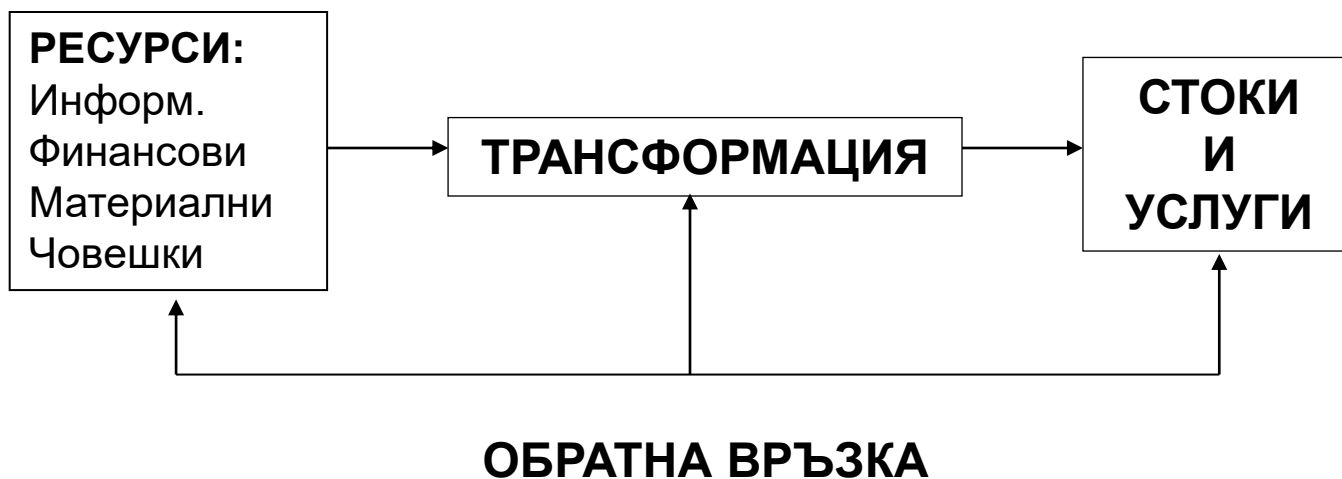 РЕСУРСИ:
Информ.
Финансови
Материални
Човешки
ТРАНСФОРМАЦИЯ
СТОКИ
И
УСЛУГИ
ОБРАТНА ВРЪЗКА